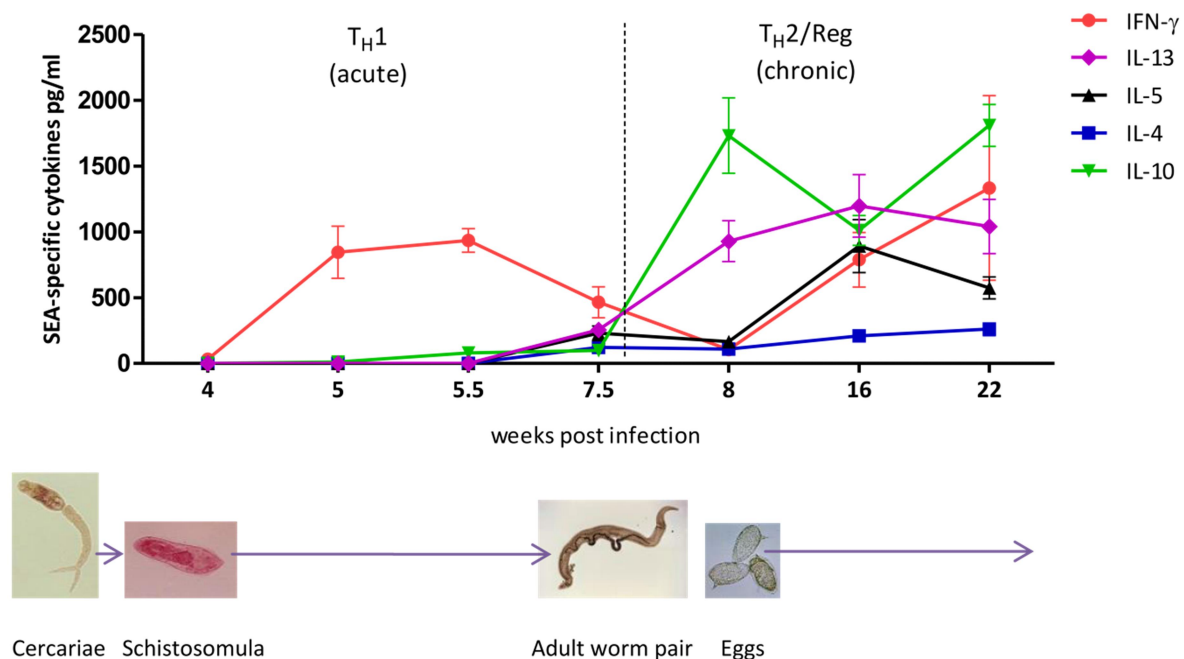 2500
2000
1500
1000
500
0
SEA-specific cytokines pg/ml
TH1
(acute)
TH2/Reg
(chronic)
IFN-γ
IL-13
IL-5
IL-4
IL-10
4 5 5.5 7.5 8 16 22
weeks post infection
Cercariae Schistosomula Adult worm pair Eggs